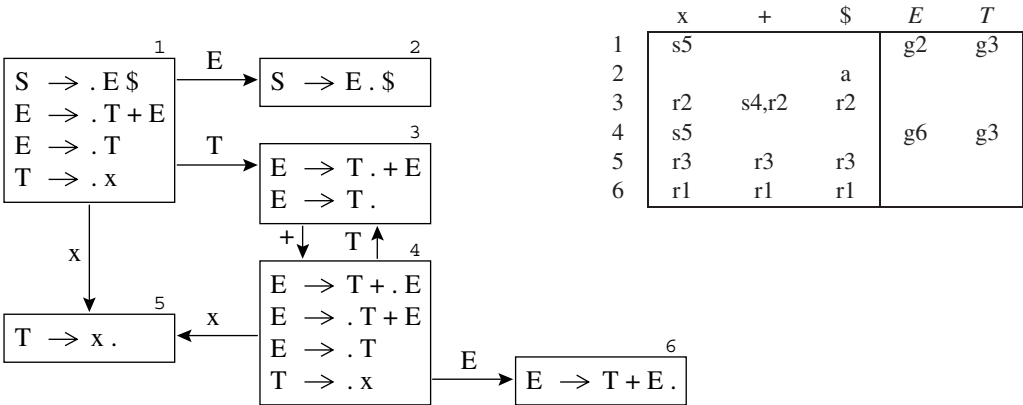 1
S → . E $
E → . T + E
E → . T
T → . x
E
2
S → E . $
T
3
E → T . + E
E → T .
+
T
4
E → T + . E
E → . T + E
E → . T
T → . x
x
5
T → x .
x
E
6
E → T + E .
x + $ E T
1 s5 g2 g3
2 a
3 r2 s4,r2 r2
4 s5 g6 g3
5 r3 r3 r3
6 r1 r1 r1